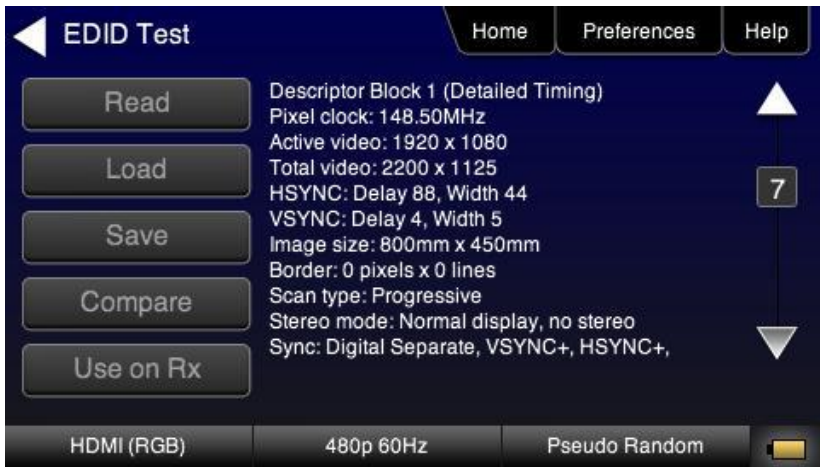 EDID Test
Home
Preferences
Help
Read
Load
Save
Compare
Use on Rx
Descriptor Block 1 (Detailed Timing)
Pixel clock: 148.50MHz
Active video: 1920 x 1080
Total video: 2200 x 1125
HSYNC: Delay 88, Width 44
VSYNC: Delay 4, Width 5
Image size: 800mm x 450mm
Border: 0 pixels x 0 lines
Scan type: Progressive
Stereo mode: Normal display, no stereo
Sync: Digital Separate, VSYNC+, HSYNC+,
7
HDMI (RGB)
480p 60Hz
Pseudo Random